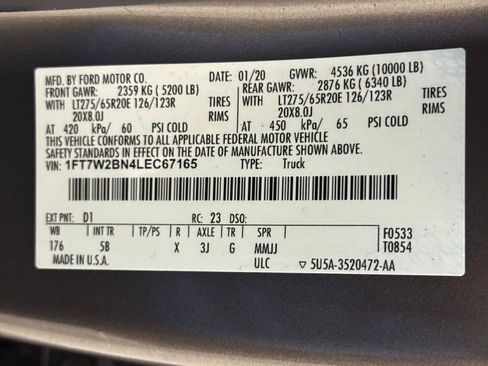 MFD. BY FORD MOTOR CO.
DATE: 01/20 GVWR: 4536 KG (10000 LB)
FRONT GAWR: 2359 KG (5200 LB) REAR GAWR: 2876 KG (6340 LB)
WITH LT275/65R20E 126/123R TIRES WITH LT275/65R20E 126/123R TIRES
20X8.0J RIMS 20X8.0J RIMS
AT 420 kPa/ 60 PSI COLD AT 450 kPa/ 65 PSI COLD
THIS VEHICLE CONFORMS TO ALL APPLICABLE FEDERAL MOTOR VEHICLE
SAFETY STANDARDS IN EFFECT ON THE DATE OF MANUFACTURE SHOWN ABOVE.
VIN: 1FT7W2BN4LEC67165 TYPE: Truck
EXT PNT: D1 RC: 23 DSO:
WB INT TR TP/PS R AXLE TR SPR F0533
176 5B X 3J G MMJJ T0854
MADE IN U.S.A. ULC ▽ 5U5A-3520472-AA